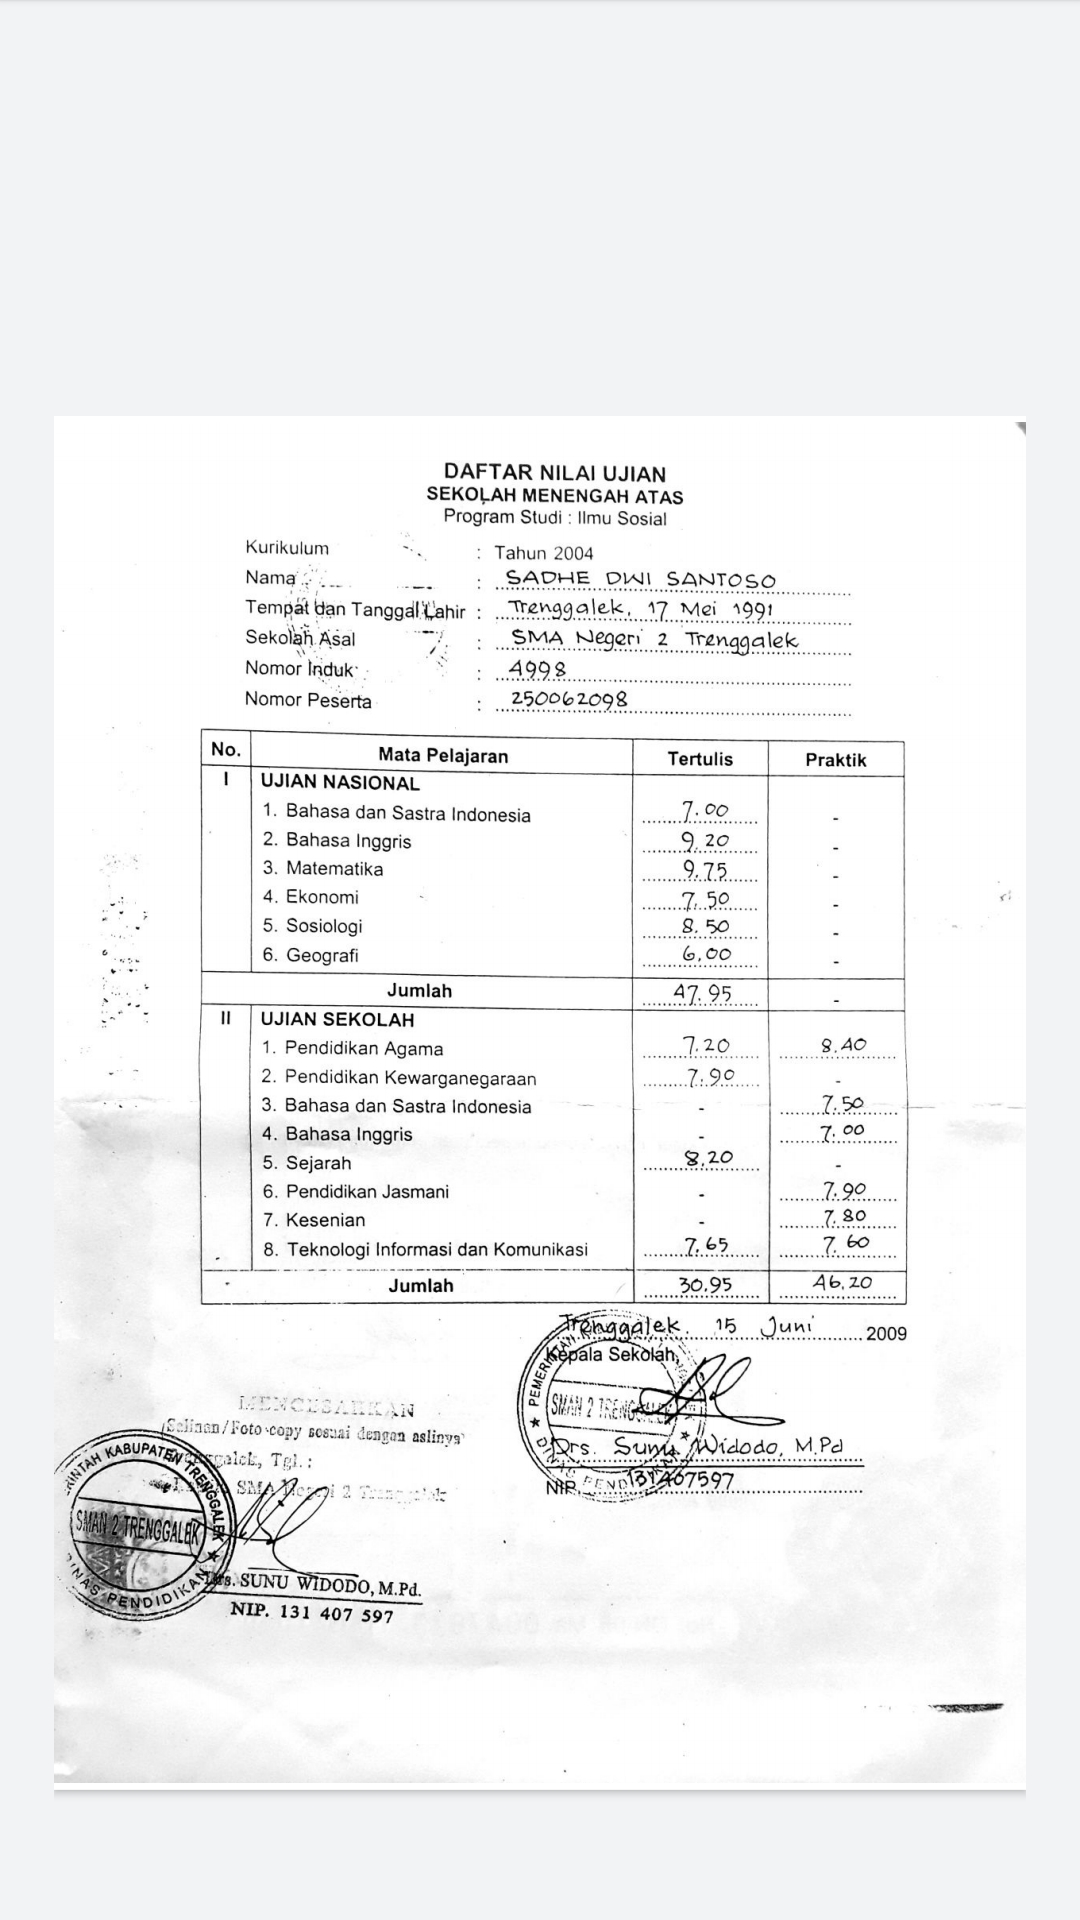 DAFTAR NILAI UJIAN
SEKOLAH MENENGAH ATAS
Program Studi : Ilmu Sosial
Kurikulum : Tahun 2004
Nama : SADHE DWI SANTOSO
Tempat dan Tanggal Lahir : Trenggalek, 17 Mei 1991
Sekolah Asal : SMA Negeri 2 Trenggalek
Nomor Induk : 4998
Nomor Peserta : 250062098
No. Mata Pelajaran Tertulis Praktik
I UJIAN NASIONAL
1. Bahasa dan Sastra Indonesia 7.00 -
2. Bahasa Inggris 9.20 -
3. Matematika 9.75 -
4. Ekonomi 7.50 -
5. Sosiologi 8.50 -
6. Geografi 6,00 -
Jumlah 47.95 -
II UJIAN SEKOLAH
1. Pendidikan Agama 7.20 8.40
2. Pendidikan Kewarganegaraan 7.90 -
3. Bahasa dan Sastra Indonesia - 7.50
4. Bahasa Inggris - 7.00
5. Sejarah 8,20 -
6. Pendidikan Jasmani - 7.90
7. Kesenian - 7.80
8. Teknologi Informasi dan Komunikasi 7.65 7.60
Jumlah 30.95 46,20
Trenggalek, 15 Juni 2009
Kepala Sekolah,
PEMERINTAH
SMAN 2 TRENGGALEK
DINAS PENDIDIKAN
Drs. Sunu Widodo, M.Pd
NIP. 131407597
MENGESAHKAN
Salinan/Foto copy sesuai dengan aslinya
Trenggalek, Tgl. :
SMA Negeri 2 Trenggalek
KABUPATEN TRENGGALEK
SMAN 2 TRENGGALEK
DINAS PENDIDIKAN
Drs. SUNU WIDODO, M.Pd.
NIP. 131 407 597